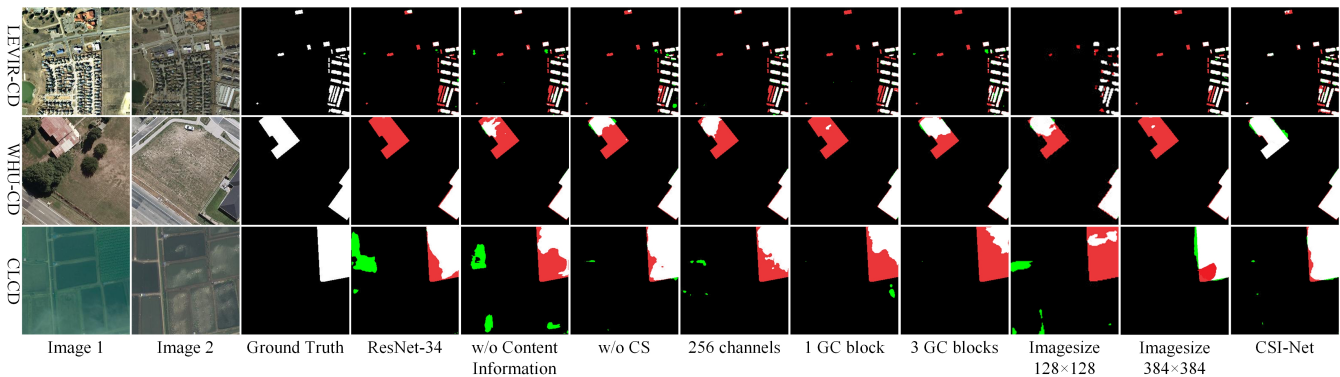 LEVIR-CD
WHU-CD
CLCD
Image 1
Image 2
Ground Truth
ResNet-34
w/o Content
Information
w/o CS
256 channels
1 GC block
3 GC blocks
Imagesize
128×128
Imagesize
384×384
CSI-Net